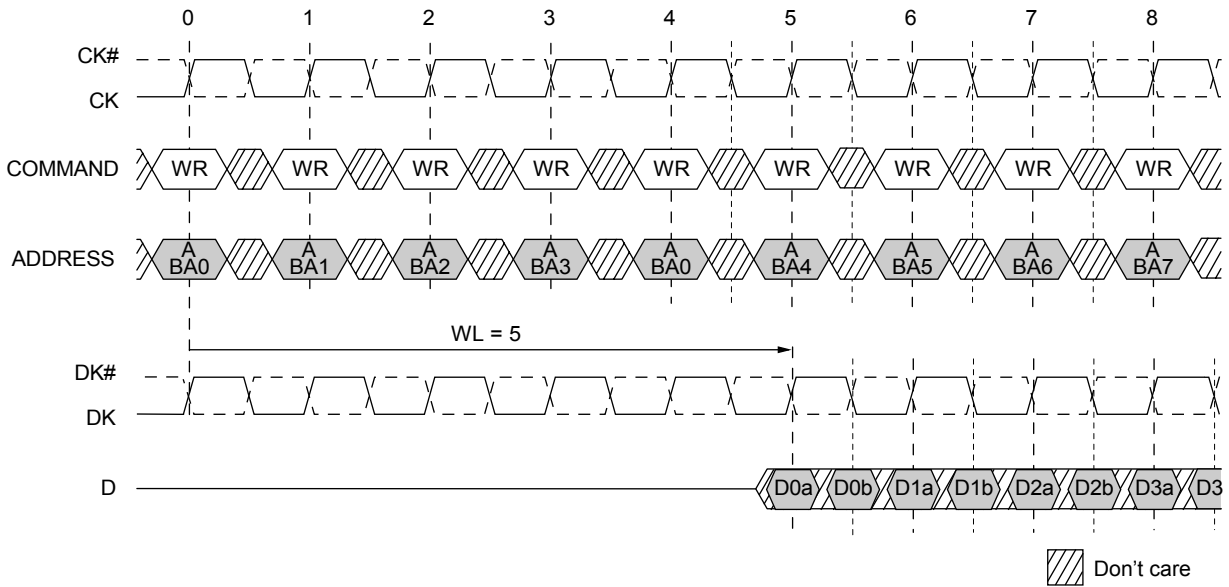 0 1 2 3 4 5 6 7 8
CK#
CK
COMMAND WR WR WR WR WR WR WR WR WR
ADDRESS
A A A A A A A A A
BA0 BA1 BA2 BA3 BA0 BA4 BA5 BA6 BA7
WL = 5
DK#
DK
D D0a D0b D1a D1b D2a D2b D3a D3
Don't care